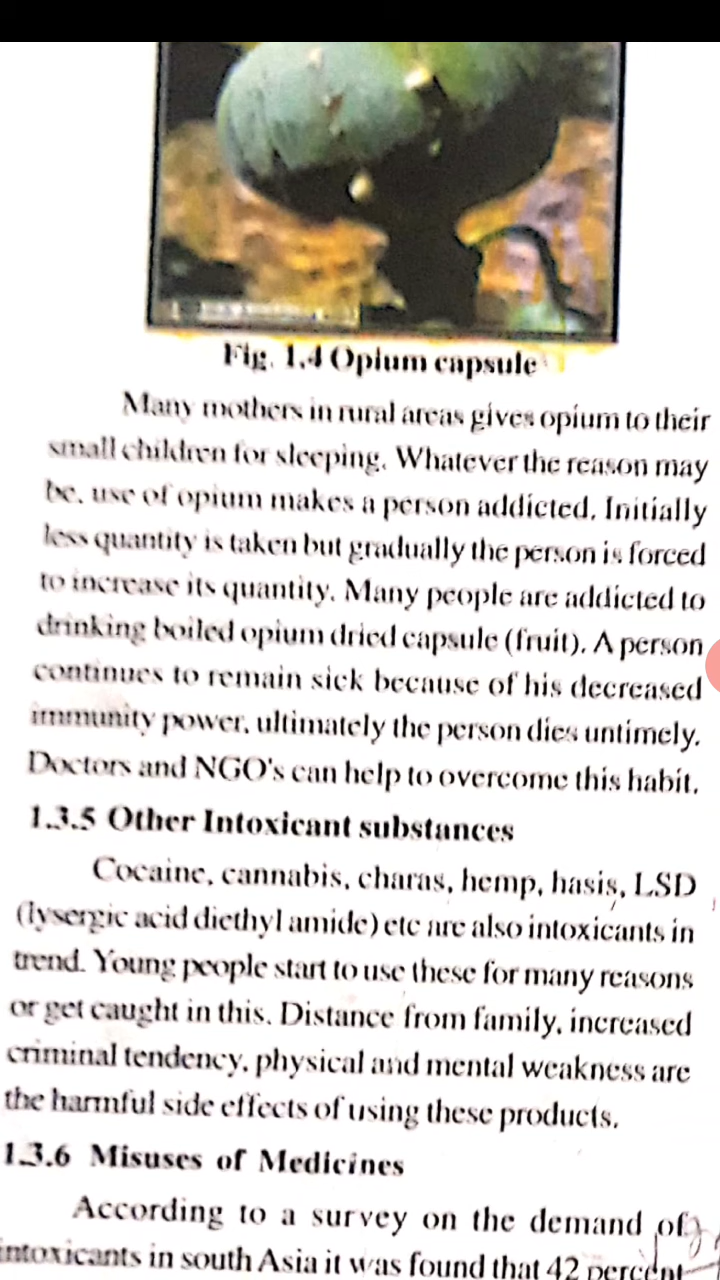 Fig. 1.4 Opium capsule
Many mothers in rural areas gives opium to their
small children for sleeping. Whatever the reason may
be, use of opium makes a person addicted. Initially
less quantity is taken but gradually the person is forced
to increase its quantity. Many people are addicted to
drinking boiled opium dried capsule (fruit). A person
continues to remain sick because of his decreased
immunity power, ultimately the person dies untimely.
Doctors and NGO's can help to overcome this habit.
1.3.5 Other Intoxicant substances
Cocaine, cannabis, charas, hemp, hasis, LSD
(lysergic acid diethyl amide) etc are also intoxicants in
trend. Young people start to use these for many reasons
or get caught in this. Distance from family, increased
criminal tendency, physical and mental weakness are
the harmful side effects of using these products.
1.3.6 Misuses of Medicines
According to a survey on the demand of
intoxicants in south Asia it was found that 42 percent